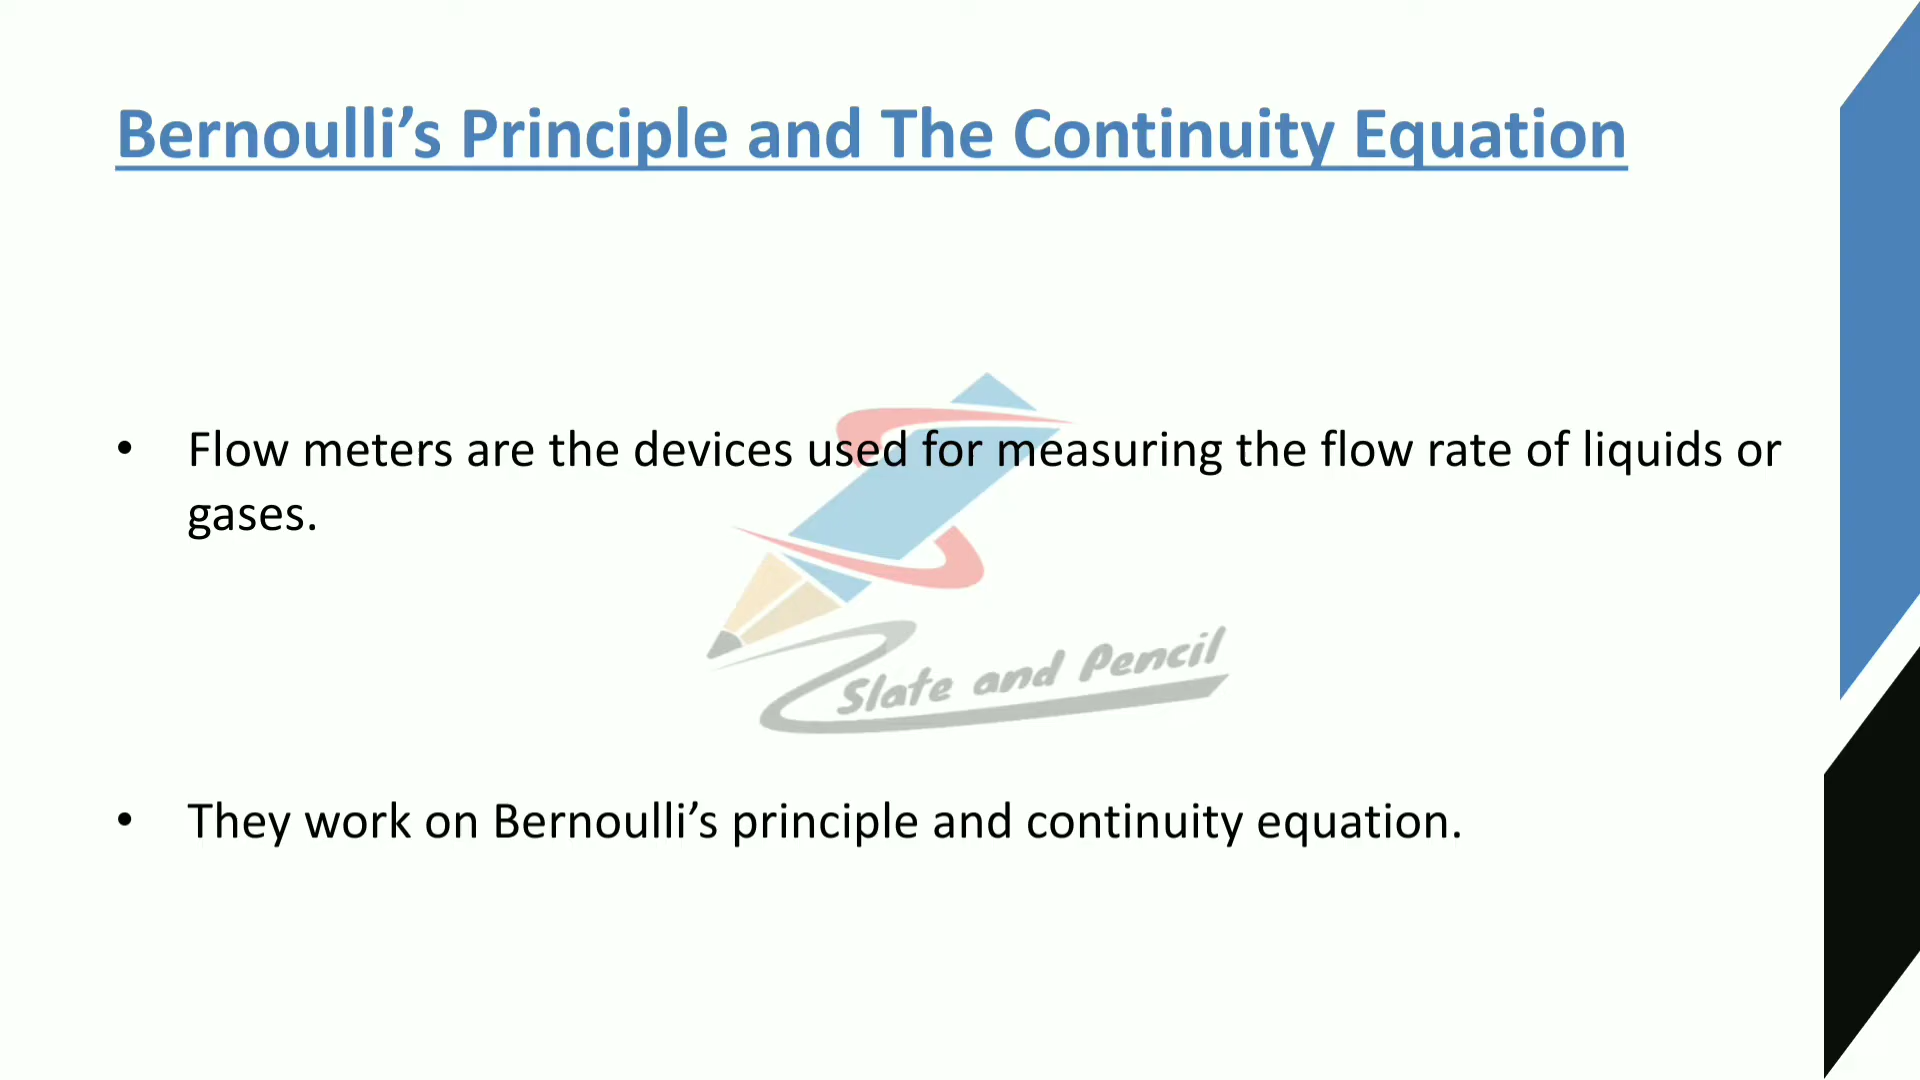 Bernoulli’s Principle and The Continuity Equation
• Flow meters are the devices used for measuring the flow rate of liquids or
gases.
Slate and Pencil
• They work on Bernoulli’s principle and continuity equation.